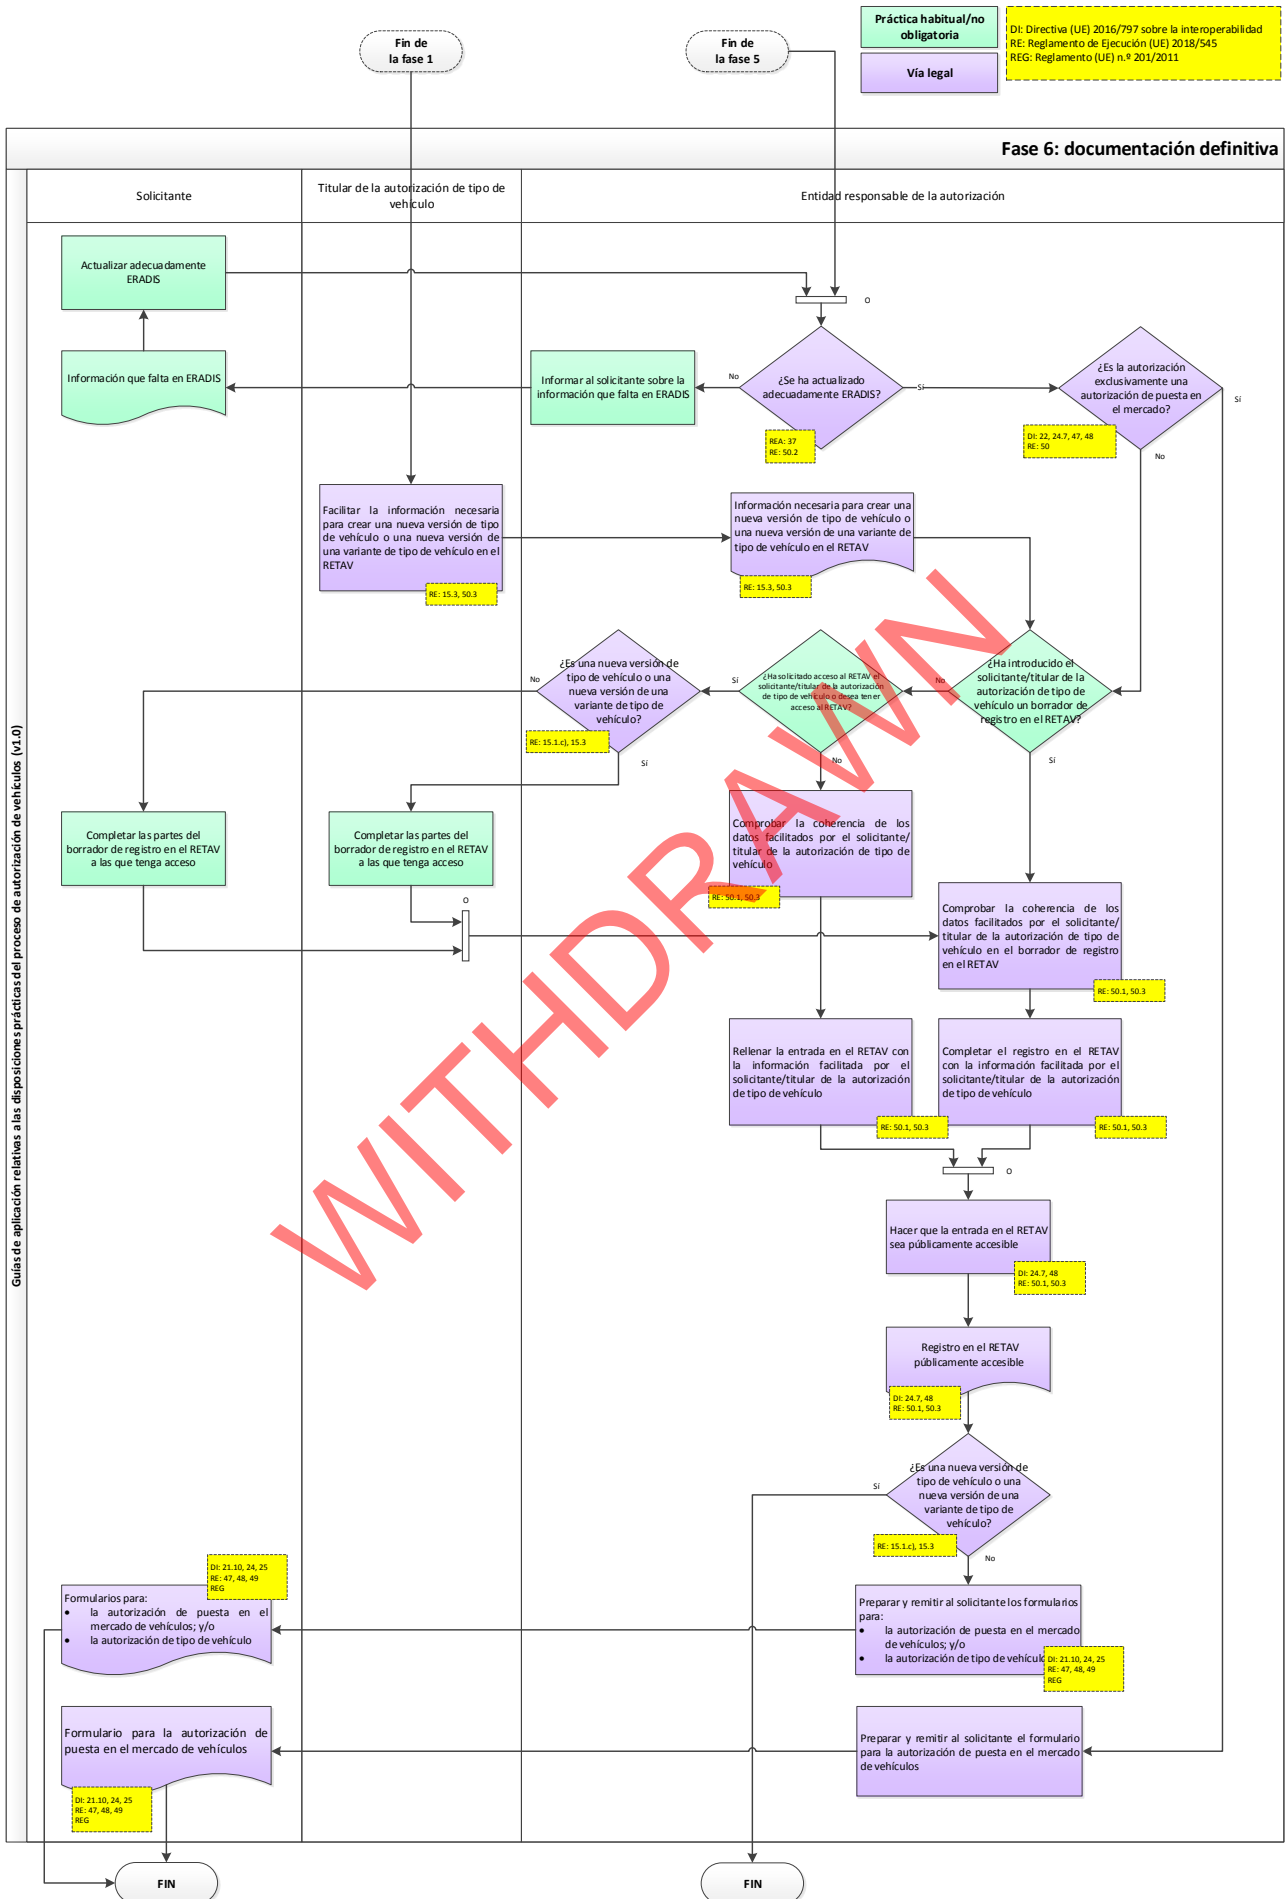 Fin de
la fase 1
Fin de
la fase 5
Práctica habitual/no
obligatoria
Vía legal
DI: Directiva (UE) 2016/797 sobre la interoperabilidad
RE: Reglamento de Ejecución (UE) 2018/545
REG: Reglamento (UE) n.º 201/2011
Fase 6: documentación definitiva
Guías de aplicación relativas a las disposiciones prácticas del proceso de autorización de vehículos (v1.0)
Solicitante
Titular de la autorización de tipo de
vehículo
Entidad responsable de la autorización
Actualizar adecuadamente
ERADIS
O
Información que falta en ERADIS
Informar al solicitante sobre la
información que falta en ERADIS
No
¿Se ha actualizado
adecuadamente ERADIS?
Sí
REA: 37
RE: 50.2
¿Es la autorización
exclusivamente una
autorización de puesta en
el mercado?
Sí
DI: 22, 24.7, 47, 48
RE: 50
No
Facilitar la información necesaria
para crear una nueva versión de tipo
de vehículo o una nueva versión de
una variante de tipo de vehículo en el
RETAV
RE: 15.3, 50.3
Información necesaria para crear una
nueva versión de tipo de vehículo o
una nueva versión de una variante de
tipo de vehículo en el RETAV
RE: 15.3, 50.3
No
¿Es una nueva versión de
tipo de vehículo o una
nueva versión de una
variante de tipo de
vehículo?
RE: 15.1.c), 15.3
Sí
Sí
¿Ha solicitado acceso al RETAV el
solicitante/titular de la autorización
de tipo de vehículo o desea tener
acceso al RETAV?
No
No
¿Ha introducido el
solicitante/titular de la
autorización de tipo de
vehículo un borrador de
registro en el RETAV?
Sí
Completar las partes del
borrador de registro en el RETAV
a las que tenga acceso
Completar las partes del
borrador de registro en el RETAV
a las que tenga acceso
O
Comprobar la coherencia de los
datos facilitados por el solicitante/
titular de la autorización de tipo de
vehículo
RE: 50.1, 50.3
Comprobar la coherencia de los
datos facilitados por el solicitante/
titular de la autorización de tipo de
vehículo en el borrador de registro
en el RETAV
RE: 50.1, 50.3
Rellenar la entrada en el RETAV con
la información facilitada por el
solicitante/titular de la autorización
de tipo de vehículo
RE: 50.1, 50.3
Completar el registro en el RETAV
con la información facilitada por el
solicitante/titular de la autorización
de tipo de vehículo
RE: 50.1, 50.3
O
Hacer que la entrada en el RETAV
sea públicamente accesible
DI: 24.7, 48
RE: 50.1, 50.3
Registro en el RETAV
públicamente accesible
DI: 24.7, 48
RE: 50.1, 50.3
Sí
¿Es una nueva versión de
tipo de vehículo o una
nueva versión de una
variante de tipo de
vehículo?
RE: 15.1.c), 15.3
No
DI: 21.10, 24, 25
RE: 47, 48, 49
REG
Formularios para:
• la autorización de puesta en el
mercado de vehículos; y/o
• la autorización de tipo de vehículo
Preparar y remitir al solicitante los formularios
para:
• la autorización de puesta en el mercado
de vehículos; y/o
• la autorización de tipo de vehículo
DI: 21.10, 24, 25
RE: 47, 48, 49
REG
Formulario para la autorización de
puesta en el mercado de vehículos
DI: 21.10, 24, 25
RE: 47, 48, 49
REG
Preparar y remitir al solicitante el formulario
para la autorización de puesta en el mercado
de vehículos
FIN
FIN
WITHDRAWN